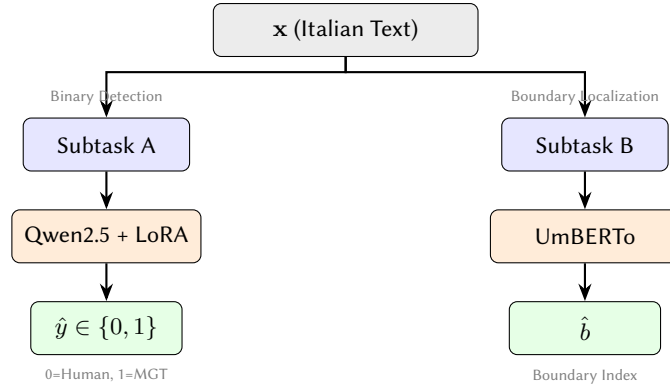 x (Italian Text)
Binary Detection
Boundary Localization
Subtask A
Subtask B
Qwen2.5 + LoRA
UmBERTo
ŷ ∈ {0, 1}
b̂
0=Human, 1=MGT
Boundary Index